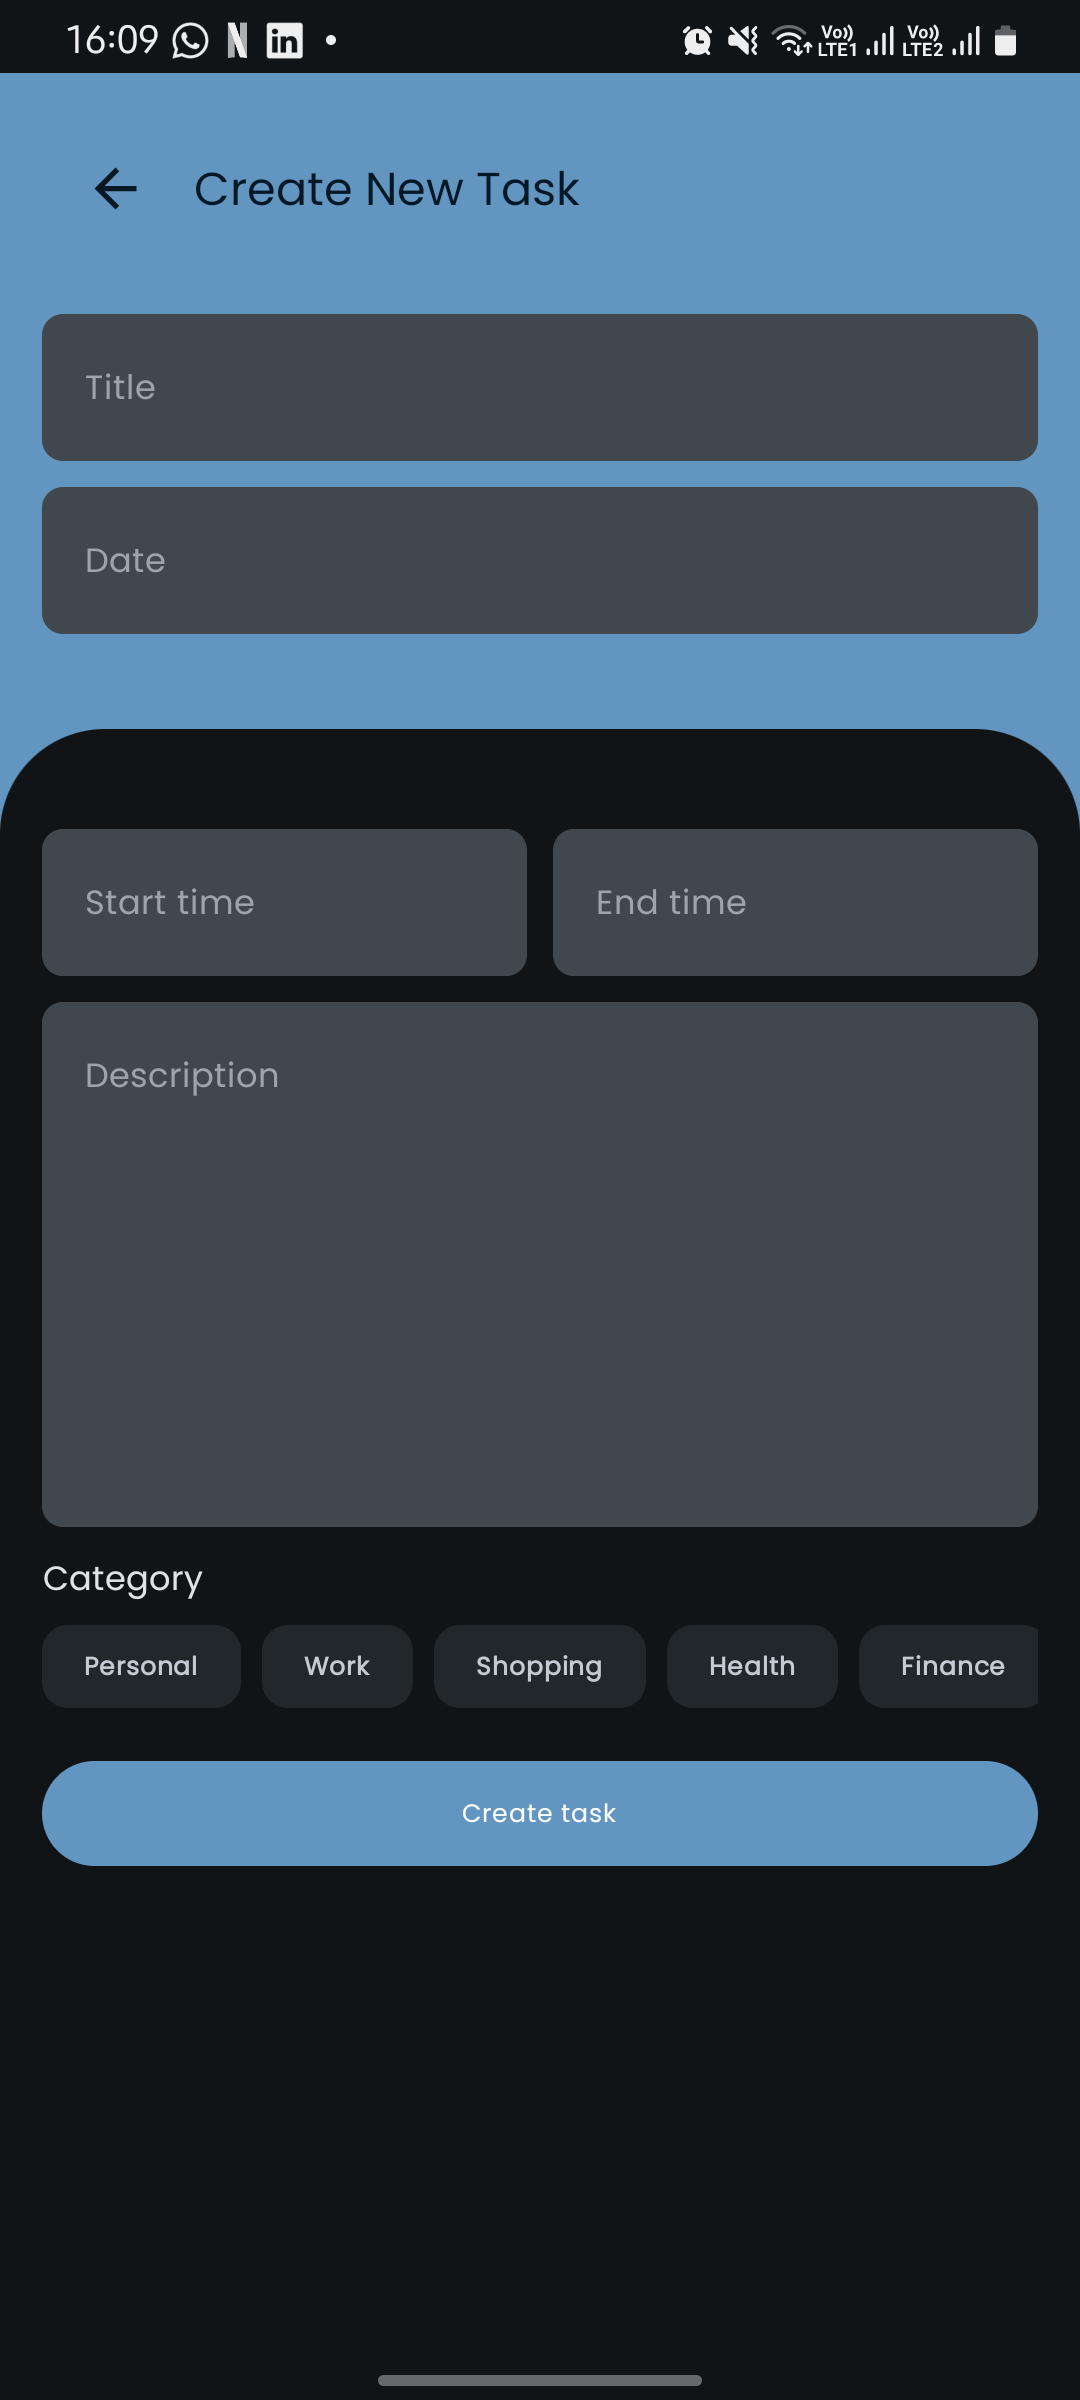 16:09 in Vo)) LTE1 Vo)) LTE2
Create New Task
Title
Date
Start time End time
Description
Category
Personal Work Shopping Health Finance
Create task